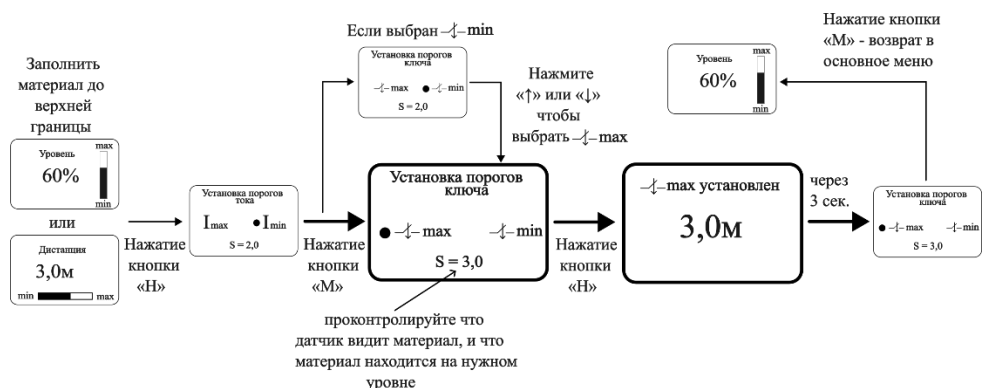 Заполнить
материал до
верхней
границы
Уровень
60%
max
min
или
Дистанция
3,0м
min max
Нажатие
кнопки
«Н»
Установка порогов
тока
Imax ●Imin
S = 2,0
Нажатие
кнопки
«М»
Если выбран min
Установка порогов
ключа
max ● min
S = 2,0
Нажмите
«↑» или «↓»
чтобы
выбрать max
Установка порогов
ключа
● max min
S = 3,0
проконтролируйте что
датчик видит материал, и что
материал находится на нужном
уровне
Нажатие
кнопки
«Н»
max установлен
3,0м
через
3 сек.
Установка порогов
ключа
● max min
S = 3,0
Нажатие кнопки
«М» - возврат в
основное меню
Уровень
60%
max
min